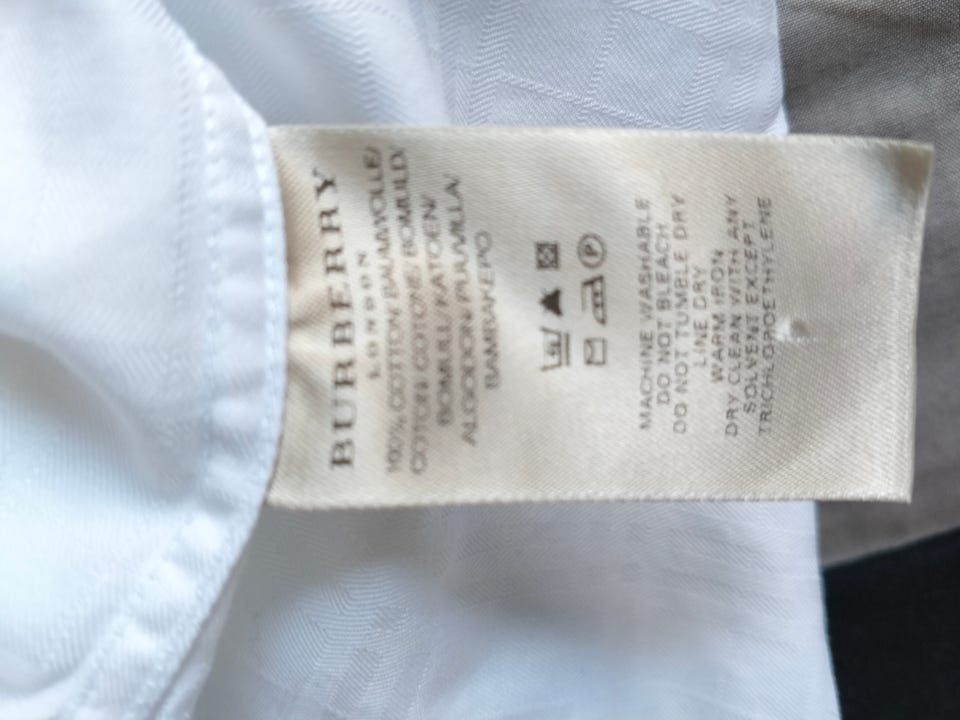 BURBERRY
LONDON
100% COTTON/BAUMWOLLE/
COTON/COTONE/BOMULD/
BOMULL/KATOEN/
ALGODON/PUUVILLA/
BAMBAKEPO
P
MACHINE WASHABLE
DO NOT BLEACH
DO NOT TUMBLE DRY
LINE DRY
WARM IRON
DRY CLEAN WITH ANY
SOLVENT EXCEPT
TRICHLOROETHYLENE